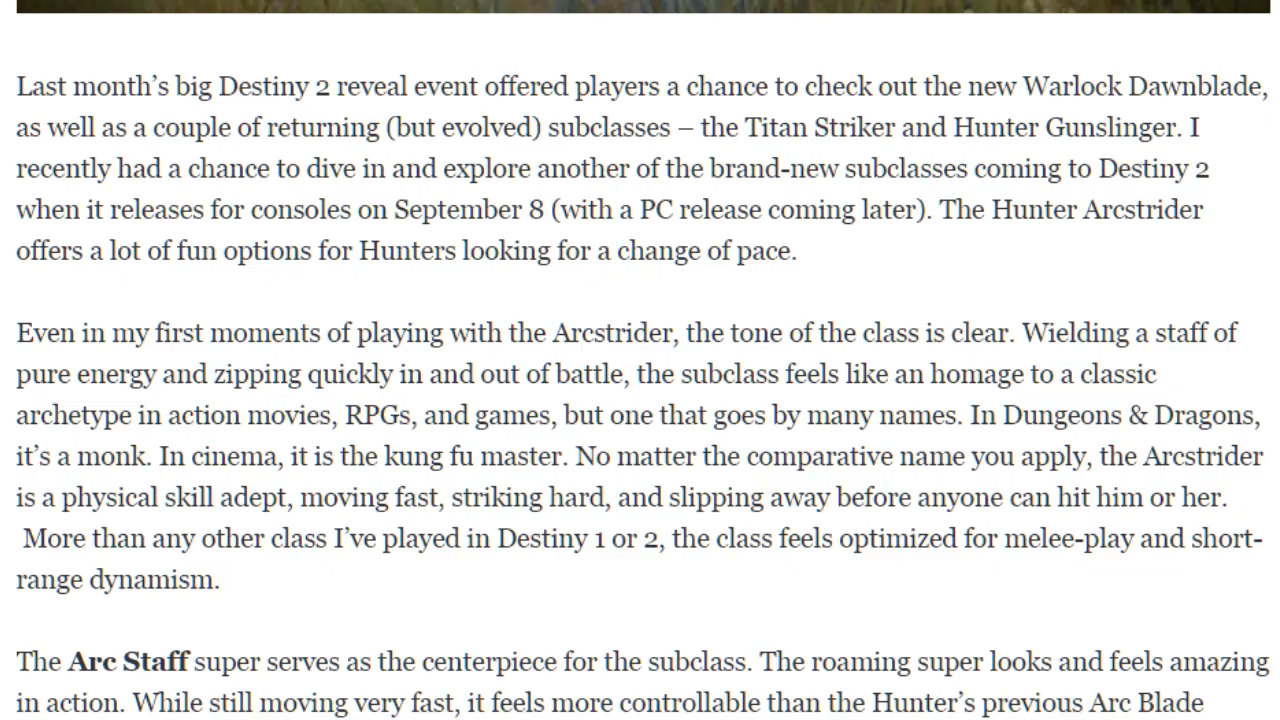 Last month’s big Destiny 2 reveal event offered players a chance to check out the new Warlock Dawnblade,
as well as a couple of returning (but evolved) subclasses – the Titan Striker and Hunter Gunslinger. I
recently had a chance to dive in and explore another of the brand-new subclasses coming to Destiny 2
when it releases for consoles on September 8 (with a PC release coming later). The Hunter Arcstrider
offers a lot of fun options for Hunters looking for a change of pace.
Even in my first moments of playing with the Arcstrider, the tone of the class is clear. Wielding a staff of
pure energy and zipping quickly in and out of battle, the subclass feels like an homage to a classic
archetype in action movies, RPGs, and games, but one that goes by many names. In Dungeons & Dragons,
it’s a monk. In cinema, it is the kung fu master. No matter the comparative name you apply, the Arcstrider
is a physical skill adept, moving fast, striking hard, and slipping away before anyone can hit him or her.
More than any other class I’ve played in Destiny 1 or 2, the class feels optimized for melee-play and short-
range dynamism.
The Arc Staff super serves as the centerpiece for the subclass. The roaming super looks and feels amazing
in action. While still moving very fast, it feels more controllable than the Hunter’s previous Arc Blade